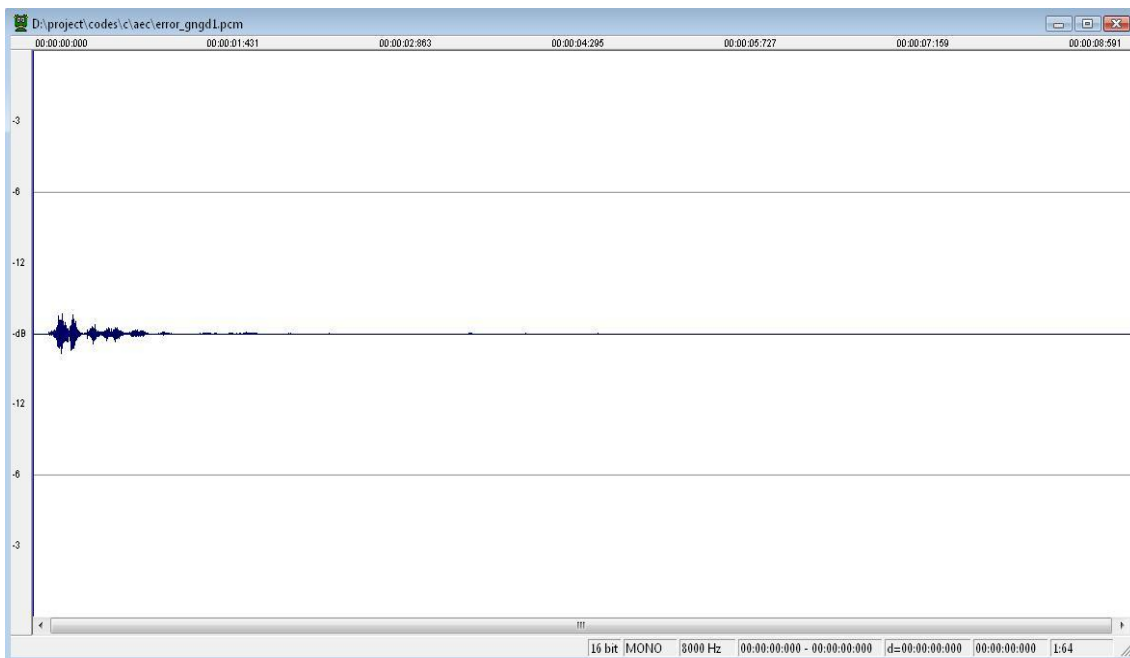 D:\project\codes\c\aec\error_gngd1.pcm
00:00:00:000 00:00:01:431 00:00:02:863 00:00:04:295 00:00:05:727 00:00:07:159 00:00:08:591
-3
-6
-12
-dB
-12
-6
-3
16 bit MONO 8000 Hz 00:00:00:000 - 00:00:00:000 d=00:00:00:000 00:00:00:000 1:64